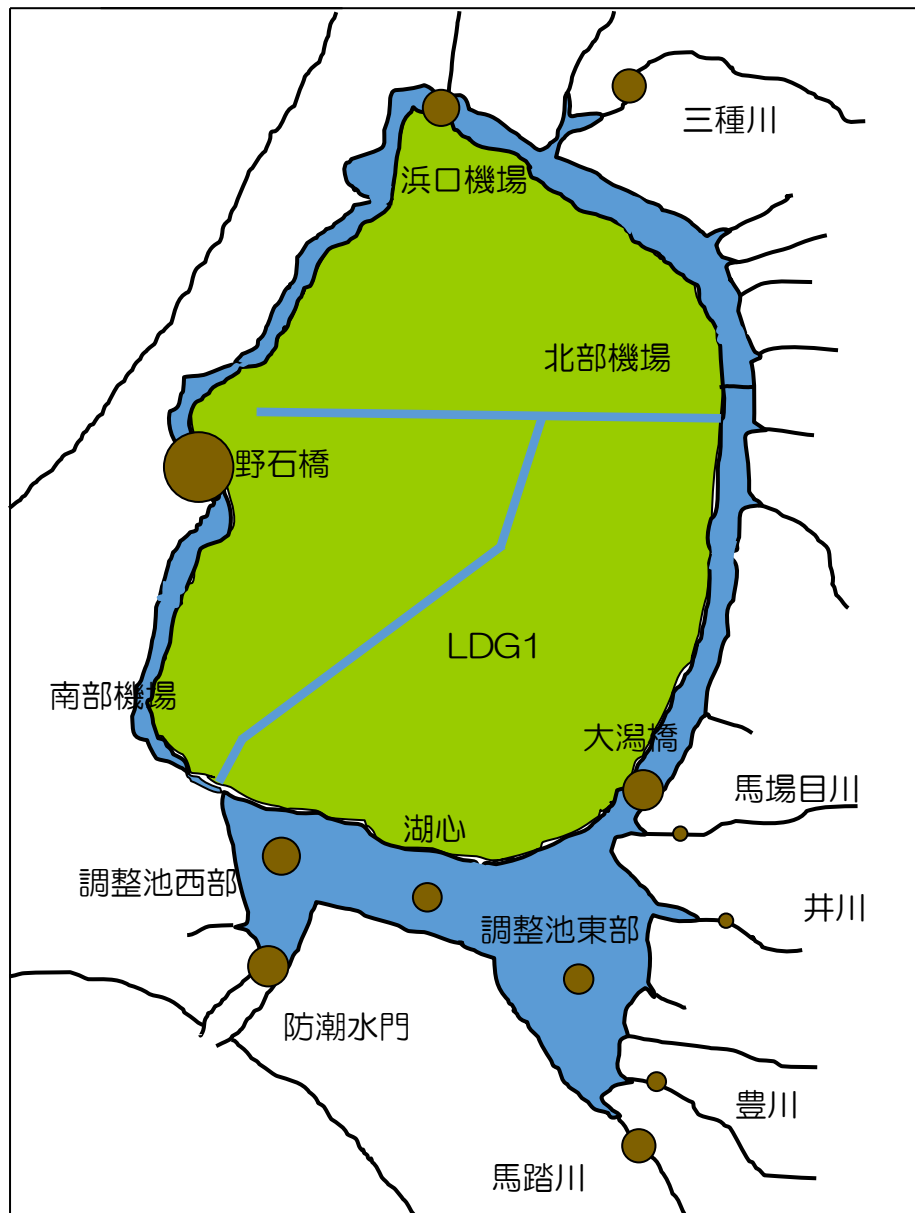 三種川
浜口機場
北部機場
野石橋
LDG1
南部機場
大潟橋
馬場目川
湖心
調整池西部
井川
調整池東部
防潮水門
豊川
馬踏川